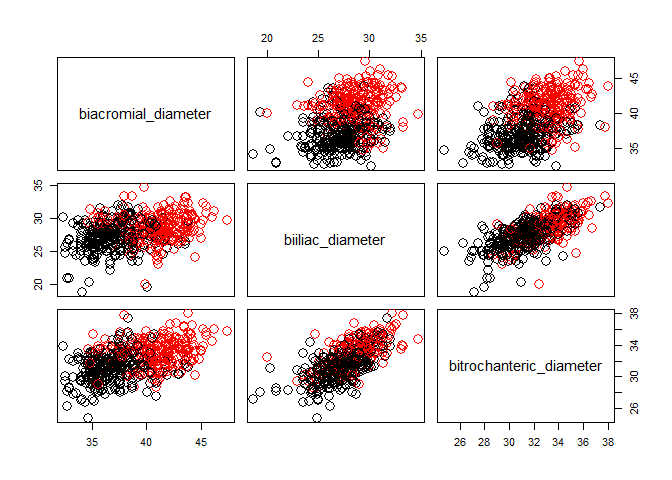 20 25 30 35
biacromial_diameter
35 40 45
20 25 30 35
biiliac_diameter
26 28 30 32 34 36 38
bitrochanteric_diameter
35 40 45
26 28 30 32 34 36 38